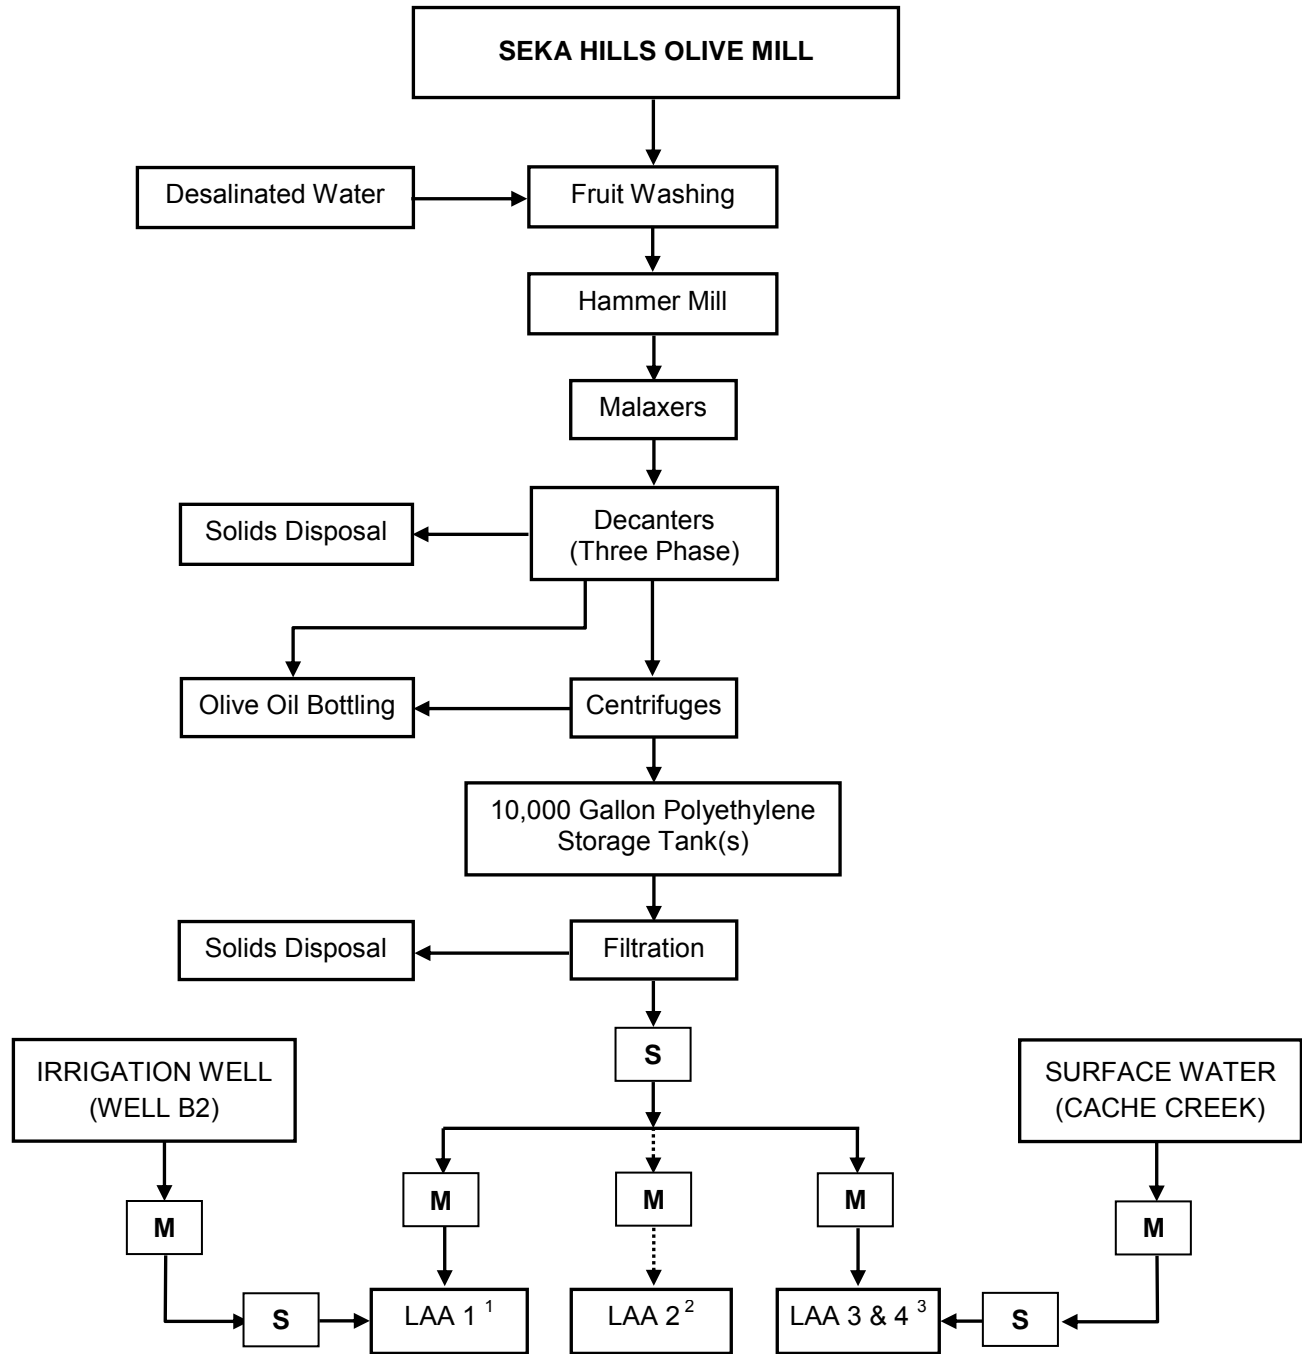 SEKA HILLS OLIVE MILL
Desalinated Water
Fruit Washing
Hammer Mill
Malaxers
Solids Disposal
Decanters
(Three Phase)
Olive Oil Bottling
Centrifuges
10,000 Gallon Polyethylene
Storage Tank(s)
Solids Disposal
Filtration
S
IRRIGATION WELL
(WELL B2)
SURFACE WATER
(CACHE CREEK)
M
M
M
M
M
S
LAA 1 1
LAA 2 2
LAA 3 & 4 3
S